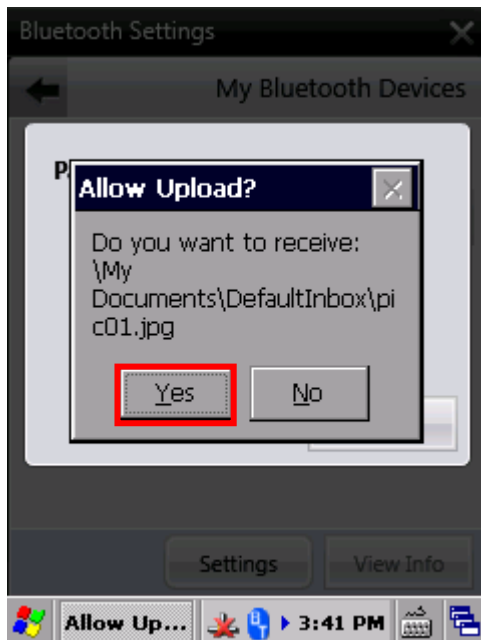 Bluetooth Settings
My Bluetooth Devices
P
Allow Upload?
Do you want to receive:
\My
Documents\DefaultInbox\pi
c01.jpg
Yes
No
Settings
View Info
Allow Up...
3:41 PM